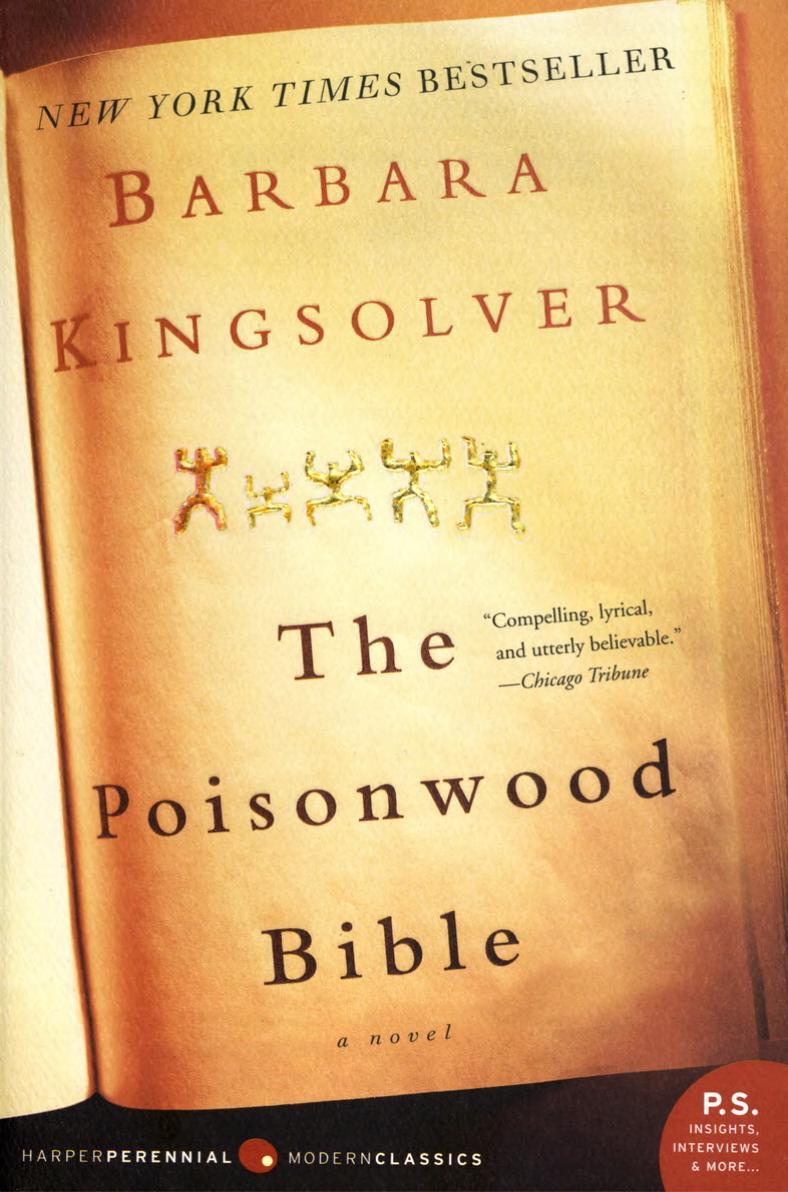 NEW YORK TIMES BESTSELLER
BARBARA
KINGSOLVER
The
“Compelling, lyrical,
and utterly believable.”
—Chicago Tribune
Poisonwood
Bible
a novel
P.S.
INSIGHTS,
INTERVIEWS
& MORE...
HARPERPERENNIAL MODERNCLASSICS